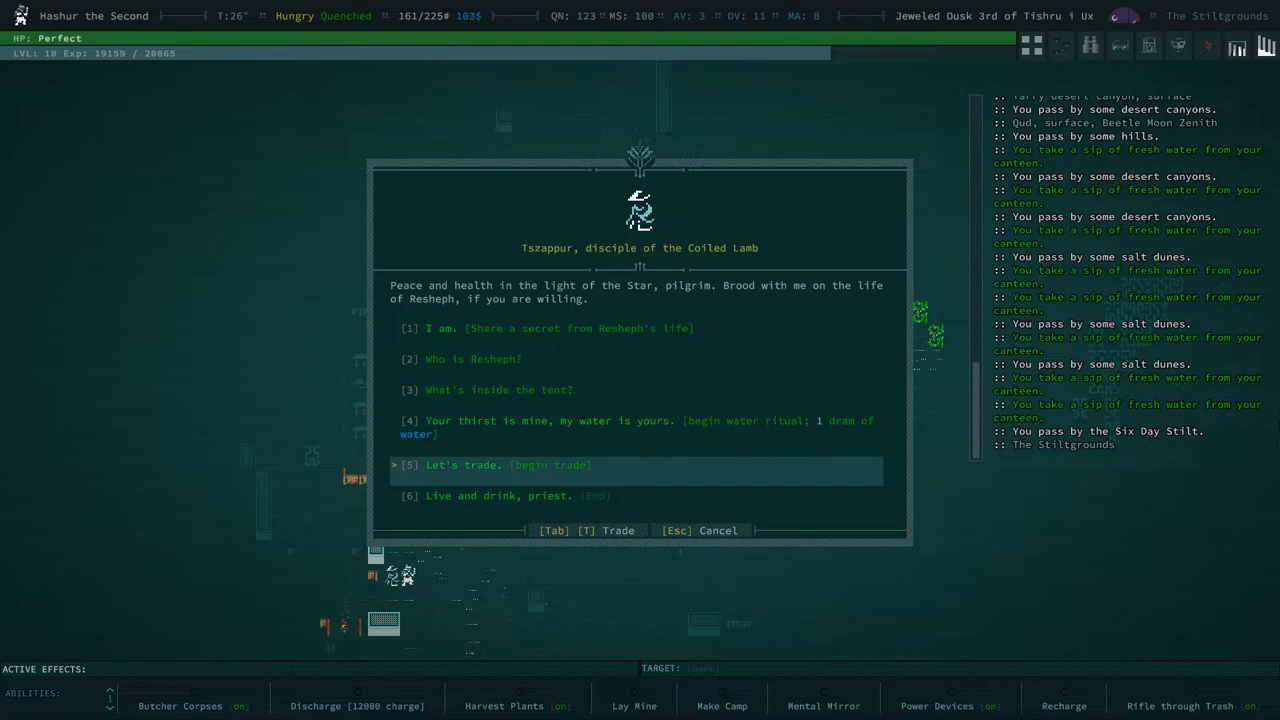 Hashur the Second T:26° Hungry Quenched 161/225# 103$ QN: 123 MS: 100 AV: 3 DV: 11 MA: 8 Jeweled Dusk 3rd of Tishru i Ux The Stiltgrounds
HP: Perfect
LVL: 10 Exp: 19159 / 20065
Tszappur, disciple of the Coiled Lamb
Peace and health in the light of the Star, pilgrim. Brood with me on the life
of Resheph, if you are willing.
[1] I am. [Share a secret from Resheph's life]
[2] Who is Resheph?
[3] What's inside the tent?
[4] Your thirst is mine, my water is yours. [begin water ritual; 1 dram of
water]
>[5] Let's trade. [begin trade]
[6] Live and drink, priest. [End]
[Tab] [T] Trade [Esc] Cancel
:: Tarry desert canyon, surface
:: You pass by some desert canyons.
:: Qud, surface, Beetle Moon Zenith
:: You pass by some hills.
:: You take a sip of fresh water from your
canteen.
:: You pass by some desert canyons.
:: You take a sip of fresh water from your
canteen.
:: You pass by some desert canyons.
:: You take a sip of fresh water from your
canteen.
:: You pass by some salt dunes.
:: You take a sip of fresh water from your
canteen.
:: You take a sip of fresh water from your
canteen.
:: You pass by some salt dunes.
:: You take a sip of fresh water from your
canteen.
:: You pass by some salt dunes.
:: You take a sip of fresh water from your
canteen.
:: You take a sip of fresh water from your
canteen.
:: You pass by the Six Day Stilt.
:: The Stiltgrounds
ACTIVE EFFECTS:
TARGET: [none]
ABILITIES: 1 Butcher Corpses [on] Discharge [12000 charge] Harvest Plants [on] Lay Mine Make Camp Mental Mirror Power Devices [on] Recharge Rifle through Trash [on]